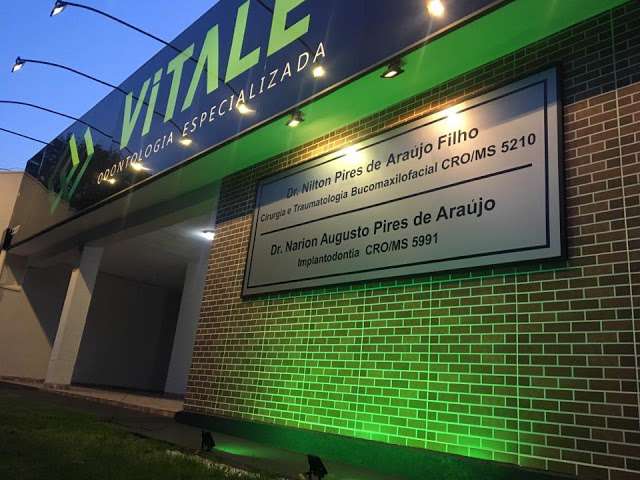 ViTALE
ODONTOLOGIA ESPECIALIZADA
Dr. Nilton Pires de Araújo Filho
Cirurgia e Traumatologia Bucomaxilofacial CRO/MS 5210
Dr. Narion Augusto Pires de Araújo
Implantodontia CRO/MS 5991